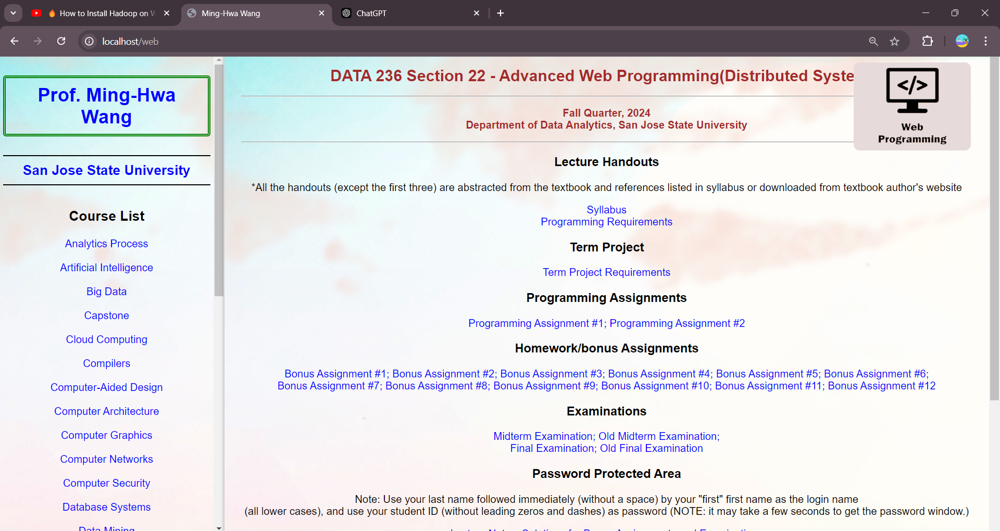 How to Install Hadoop on
Ming-Hwa Wang
ChatGPT
localhost/web
Prof. Ming-Hwa
Wang
San Jose State University
Course List
Analytics Process
Artificial Intelligence
Big Data
Capstone
Cloud Computing
Compilers
Computer-Aided Design
Computer Architecture
Computer Graphics
Computer Networks
Computer Security
Database Systems
Data Mining
DATA 236 Section 22 - Advanced Web Programming(Distributed Syste
Fall Quarter, 2024
Department of Data Analytics, San Jose State University
</>
Web
Programming
Lecture Handouts
*All the handouts (except the first three) are abstracted from the textbook and references listed in syllabus or downloaded from textbook author's website
Syllabus
Programming Requirements
Term Project
Term Project Requirements
Programming Assignments
Programming Assignment #1; Programming Assignment #2
Homework/bonus Assignments
Bonus Assignment #1; Bonus Assignment #2; Bonus Assignment #3; Bonus Assignment #4; Bonus Assignment #5; Bonus Assignment #6;
Bonus Assignment #7; Bonus Assignment #8; Bonus Assignment #9; Bonus Assignment #10; Bonus Assignment #11; Bonus Assignment #12
Examinations
Midterm Examination; Old Midterm Examination;
Final Examination; Old Final Examination
Password Protected Area
Note: Use your last name followed immediately (without a space) by your "first" first name as the login name
(all lower cases), and use your student ID (without leading zeros and dashes) as password (NOTE: it may take a few seconds to get the password window.)